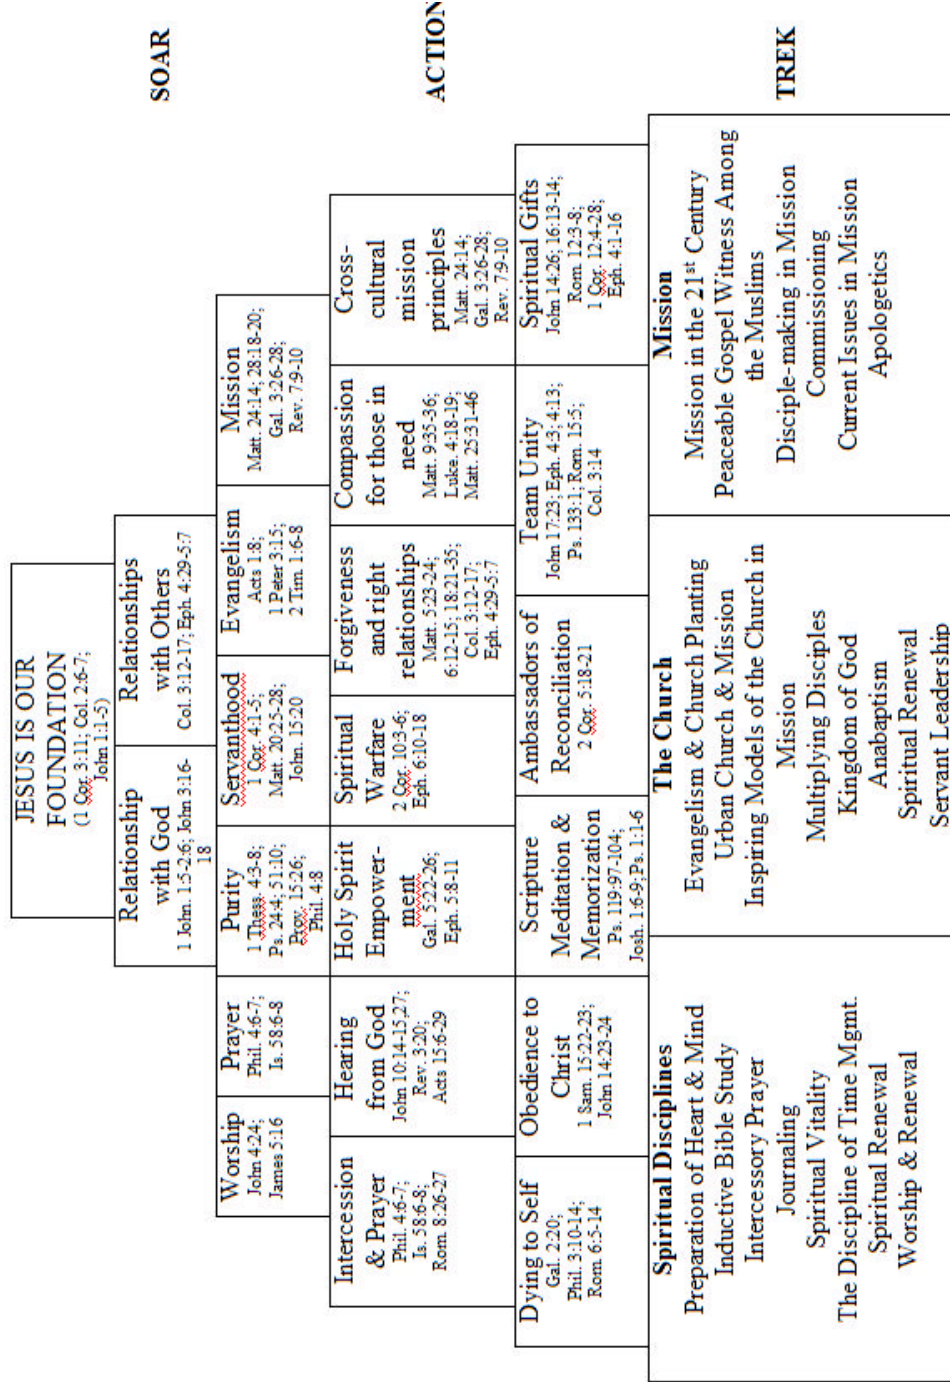 JESUS IS OUR
FOUNDATION
(1 Cor. 3:11; Col. 2:6-7;
John 1:1-5)
SOAR
Relationship
with God
1 John. 1:5-2:6; John 3:16-
18
Relationships
with Others
Col. 3:12-17; Eph. 4:29-5:7
Worship
John 4:24;
James 5:16
Prayer
Phil. 4:6-7;
Is. 58:6-8
Purity
1 Thess. 4:3-8;
Ps. 24:4; 51:10;
Prov. 15:26;
Phil. 4:8
Servanthood
1 Cor. 4:1-5;
Matt. 20:25-28;
John. 15:20
Evangelism
Acts 1:8;
1 Peter 3:15;
2 Tim. 1:6-8
Mission
Matt. 24:14; 28:18-20;
Gal. 3:26-28;
Rev. 7:9-10
ACTION
Intercession
& Prayer
Phil. 4:6-7;
Is. 58:6-8;
Rom. 8:26-27
Hearing
from God
John 10:14-15,27;
Rev. 3:20;
Acts 15:6-29
Holy Spirit
Empower-
ment
Gal. 5:22-26;
Eph. 5:8-11
Spiritual
Warfare
2 Cor. 10:3-6;
Eph. 6:10-18
Forgiveness
and right
relationships
Matt. 5:23-24;
6:12-15; 18:21-35;
Col. 3:12-17;
Eph. 4:29-5:7
Compassion
for those in
need
Matt. 9:35-36;
Luke. 4:18-19;
Matt. 25:31-46
Cross-
cultural
mission
principles
Matt. 24:14;
Gal. 3:26-28;
Rev. 7:9-10
Dying to Self
Gal. 2:20;
Phil. 3:10-14;
Rom. 6:5-14
Obedience to
Christ
1 Sam. 15:22-23;
John 14:23-24
Scripture
Meditation &
Memorization
Ps. 119:97-104;
Josh. 1:6-9; Ps. 1:1-6
Ambassadors of
Reconciliation
2 Cor. 5:18-21
Team Unity
John 17:23; Eph. 4:3; 4:13;
Ps. 133:1; Rom. 15:5;
Col. 3:14
Spiritual Gifts
John 14:26; 16:13-14;
Rom. 12:3-8;
1 Cor. 12:4-28;
Eph. 4:1-16
TREK
Spiritual Disciplines
Preparation of Heart & Mind
Inductive Bible Study
Intercessory Prayer
Journaling
Spiritual Vitality
The Discipline of Time Mgmt.
Spiritual Renewal
Worship & Renewal
The Church
Evangelism & Church Planting
Urban Church & Mission
Inspiring Models of the Church in
Mission
Multiplying Disciples
Kingdom of God
Anabaptism
Spiritual Renewal
Servant Leadership
Mission
Mission in the 21st Century
Peaceable Gospel Witness Among
the Muslims
Disciple-making in Mission
Commissioning
Current Issues in Mission
Apologetics